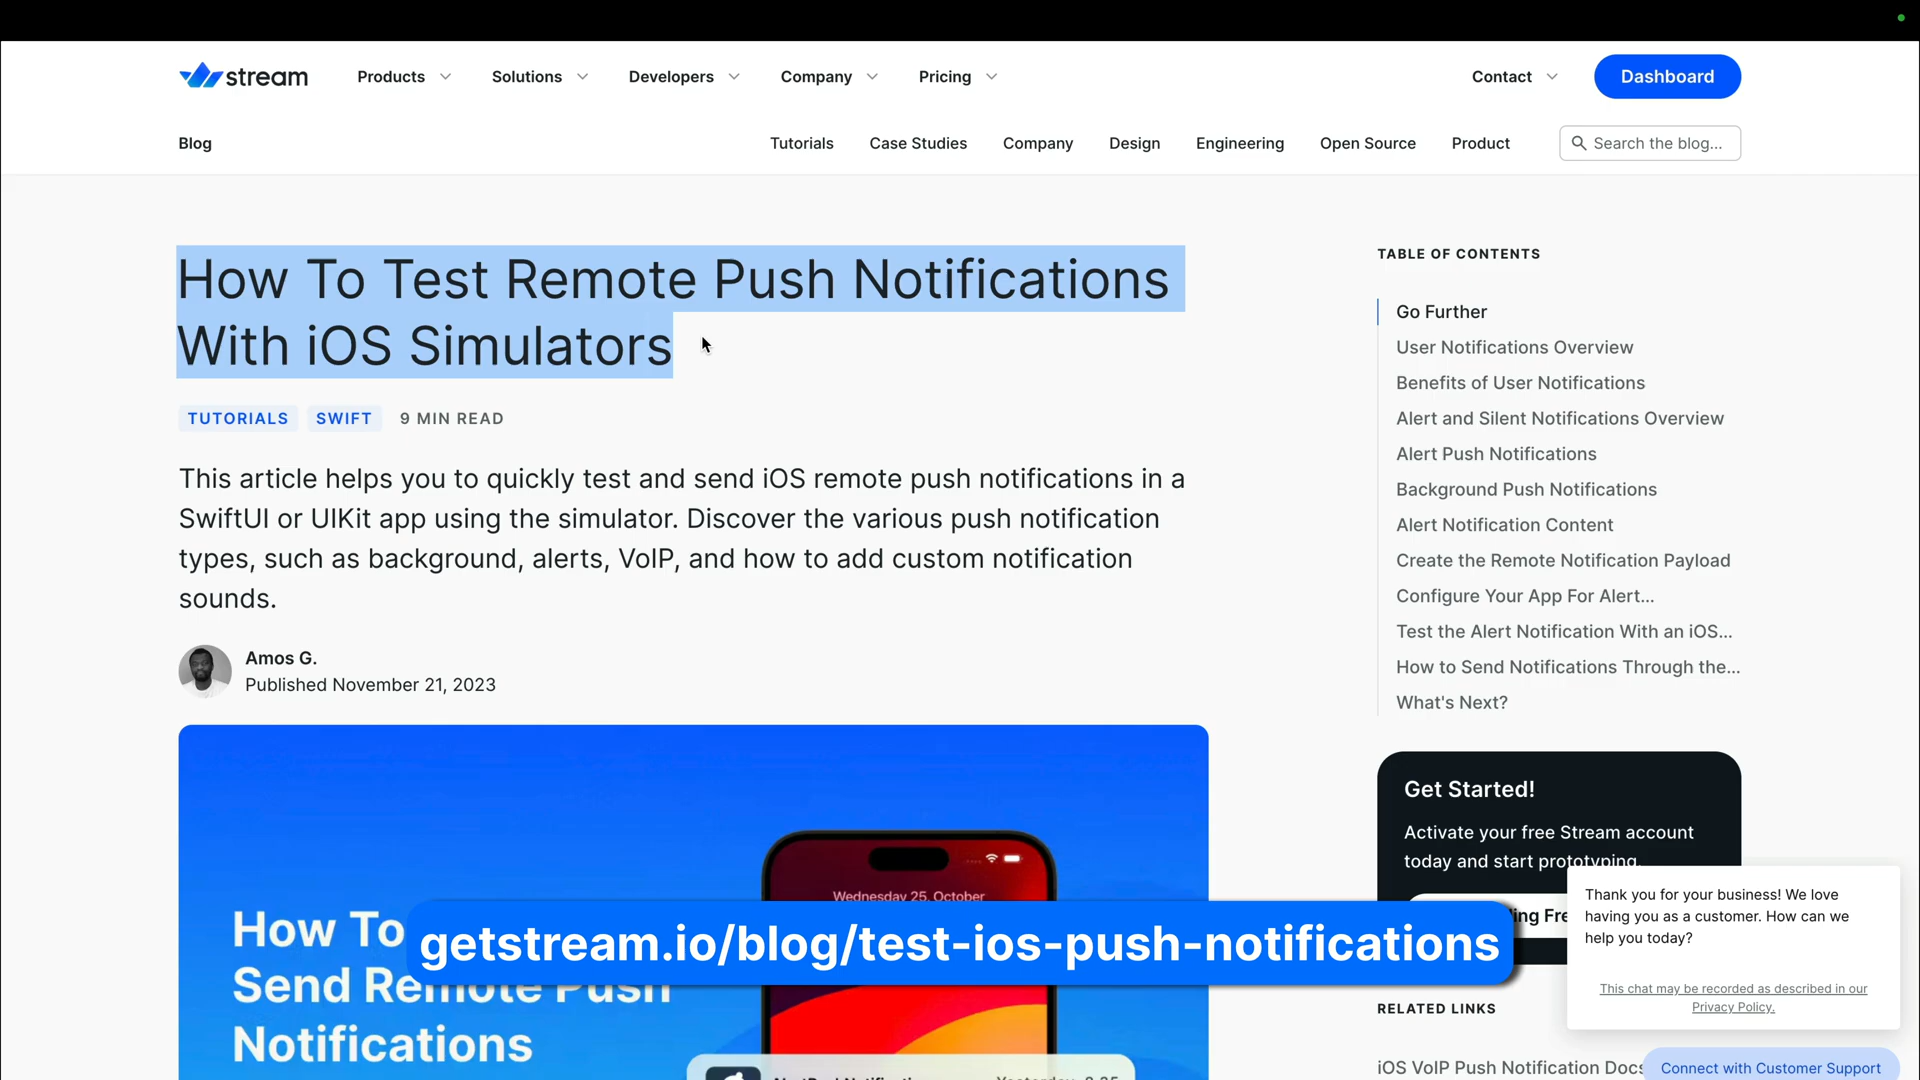 stream
Products
Solutions
Developers
Company
Pricing
Contact
Dashboard
Blog
Tutorials
Case Studies
Company
Design
Engineering
Open Source
Product
Search the blog...
How To Test Remote Push Notifications
With iOS Simulators
TUTORIALS
SWIFT
9 MIN READ
This article helps you to quickly test and send iOS remote push notifications in a
SwiftUI or UIKit app using the simulator. Discover the various push notification
types, such as background, alerts, VoIP, and how to add custom notification
sounds.
Amos G.
Published November 21, 2023
How To
Send Remote Push
Notifications
Wednesday 25, October
getstream.io/blog/test-ios-push-notifications
TABLE OF CONTENTS
Go Further
User Notifications Overview
Benefits of User Notifications
Alert and Silent Notifications Overview
Alert Push Notifications
Background Push Notifications
Alert Notification Content
Create the Remote Notification Payload
Configure Your App For Alert...
Test the Alert Notification With an iOS...
How to Send Notifications Through the...
What's Next?
Get Started!
Activate your free Stream account
today and start prototyping.
Thank you for your business! We love
having you as a customer. How can we
help you today?
This chat may be recorded as described in our
Privacy Policy.
RELATED LINKS
iOS VoIP Push Notification Docs
Connect with Customer Support